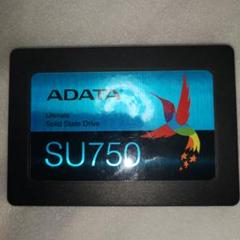 ADATA
Ultimate
Solid State Drive
SU750